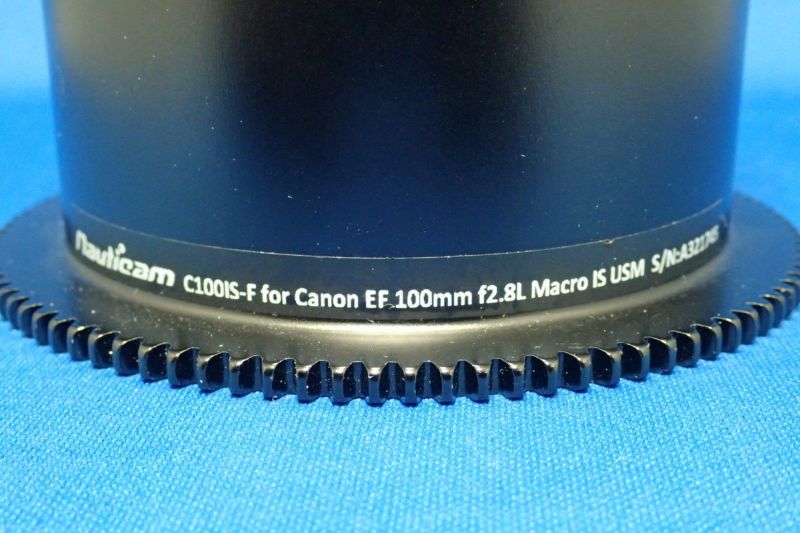 Nauticam C100IS-F for Canon EF 100mm f2.8L Macro IS USM